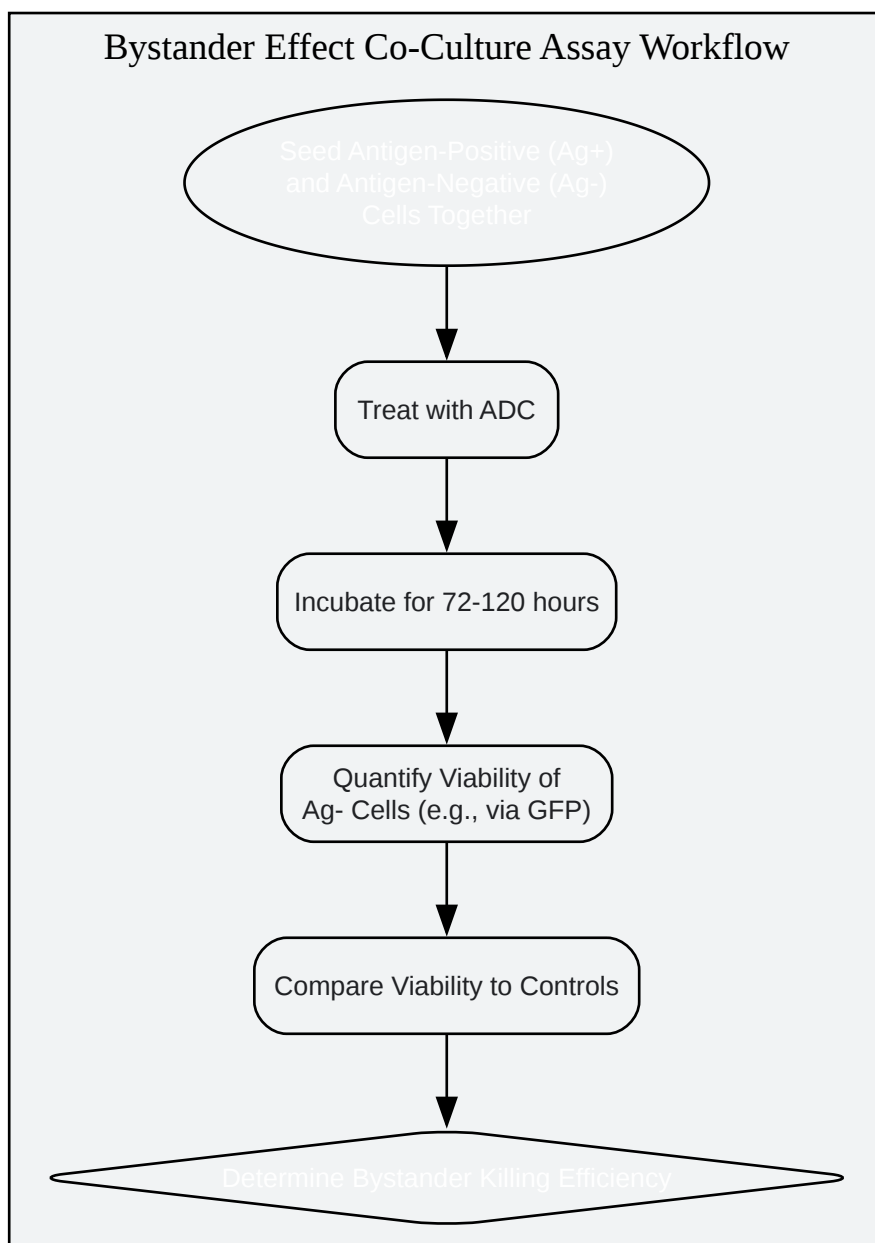 Bystander Effect Co-Culture Assay Workflow
Seed Antigen-Positive (Ag+)
and Antigen-Negative (Ag-)
Cells Together
Treat with ADC
Incubate for 72-120 hours
Quantify Viability of
Ag- Cells (e.g., via GFP)
Compare Viability to Controls
Determine Bystander Killing Efficiency